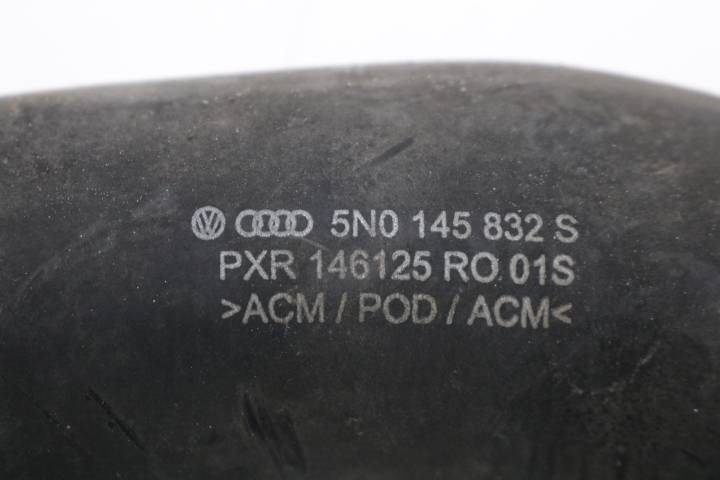 5N0 145 832 S
PXR 146125 RO 01S
>ACM / POD / ACM<